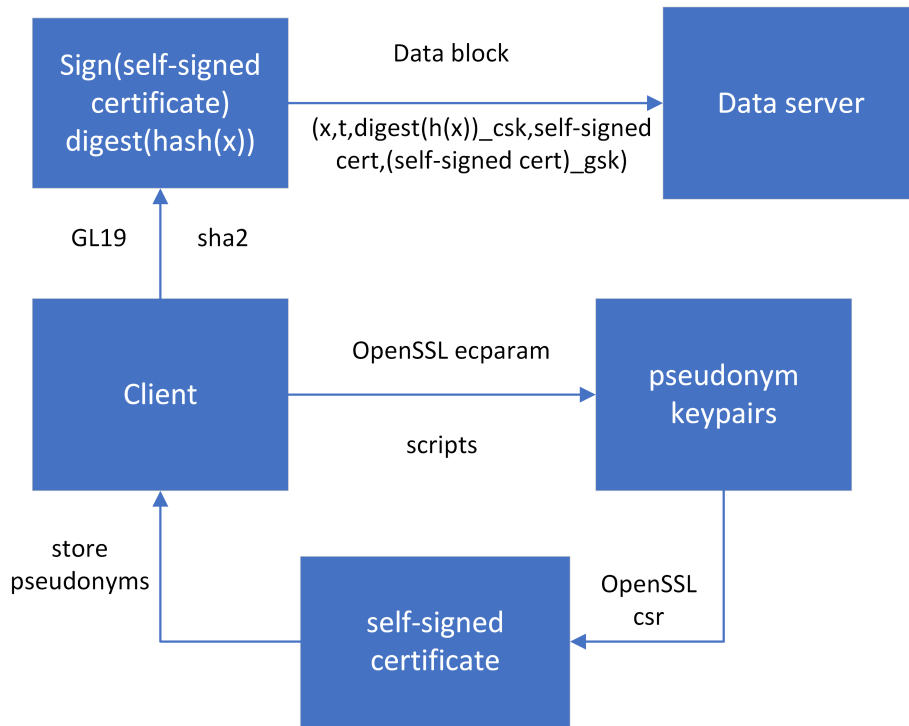 Sign(self-signed
certificate)
digest(hash(x))
Data block
(x,t,digest(h(x))_csk,self-signed
cert,(self-signed cert)_gsk)
Data server
GL19
sha2
Client
OpenSSL ecparam
scripts
pseudonym
keypairs
store
pseudonyms
self-signed
certificate
OpenSSL
csr